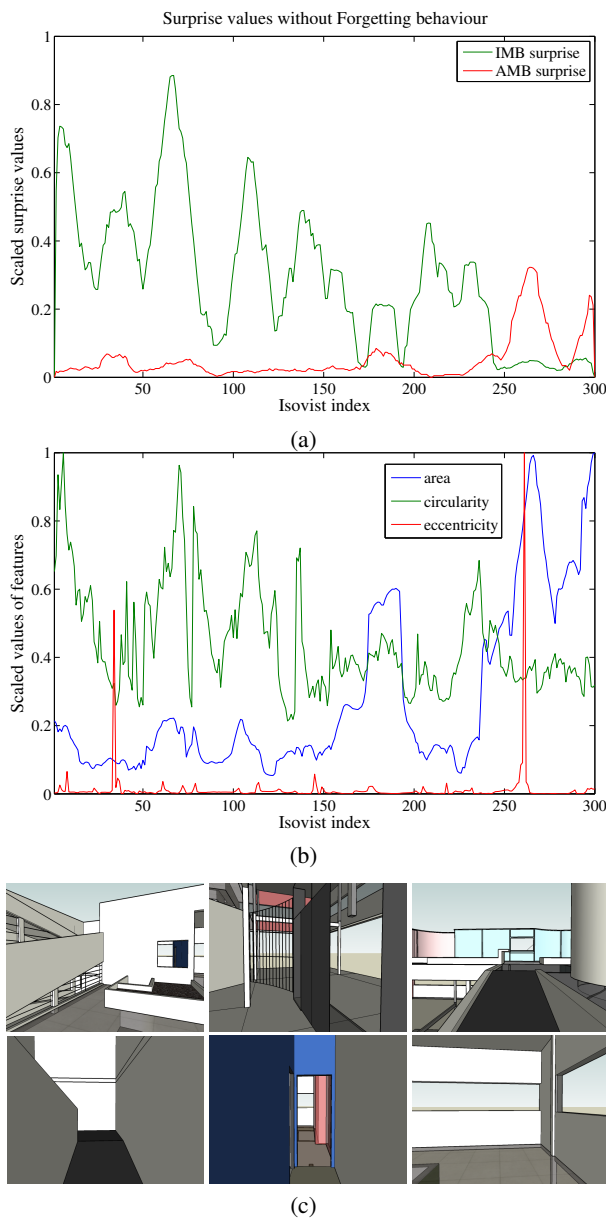 Surprise values without Forgetting behaviour
1
IMB surprise
AMB surprise
0.8
0.6
0.4
0.2
0
Scaled surprise values
50 100 150 200 250 300
Isovist index
(a)
1
area
circularity
eccentricity
0.8
0.6
0.4
0.2
0
Scaled values of features
50 100 150 200 250 300
Isovist index
(b)
(c)